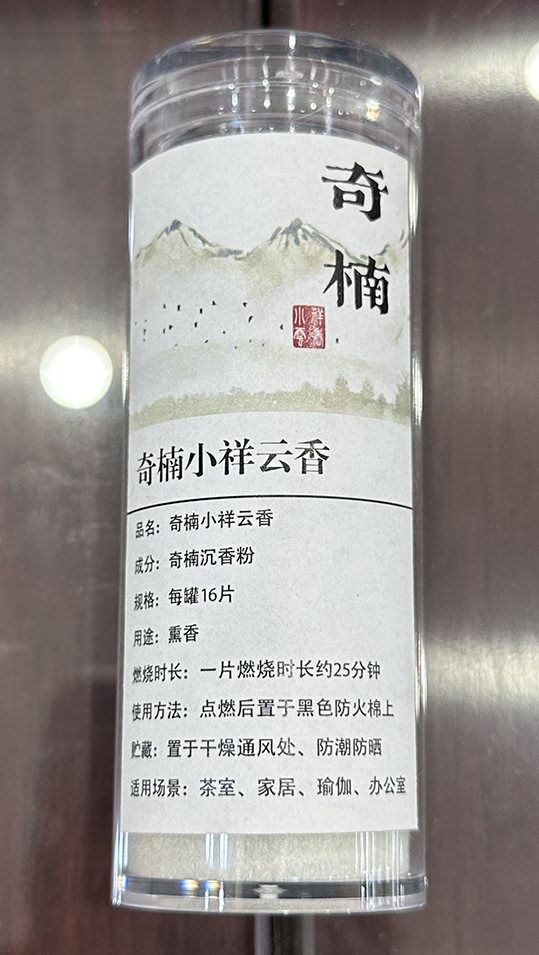 奇
楠
祥雲
小香
奇楠小祥云香
品名：奇楠小祥云香
成分：奇楠沉香粉
规格：每罐16片
用途：熏香
燃烧时长：一片燃烧时长约25分钟
使用方法：点燃后置于黑色防火棉上
贮藏：置于干燥通风处、防潮防晒
适用场景：茶室、家居、瑜伽、办公室